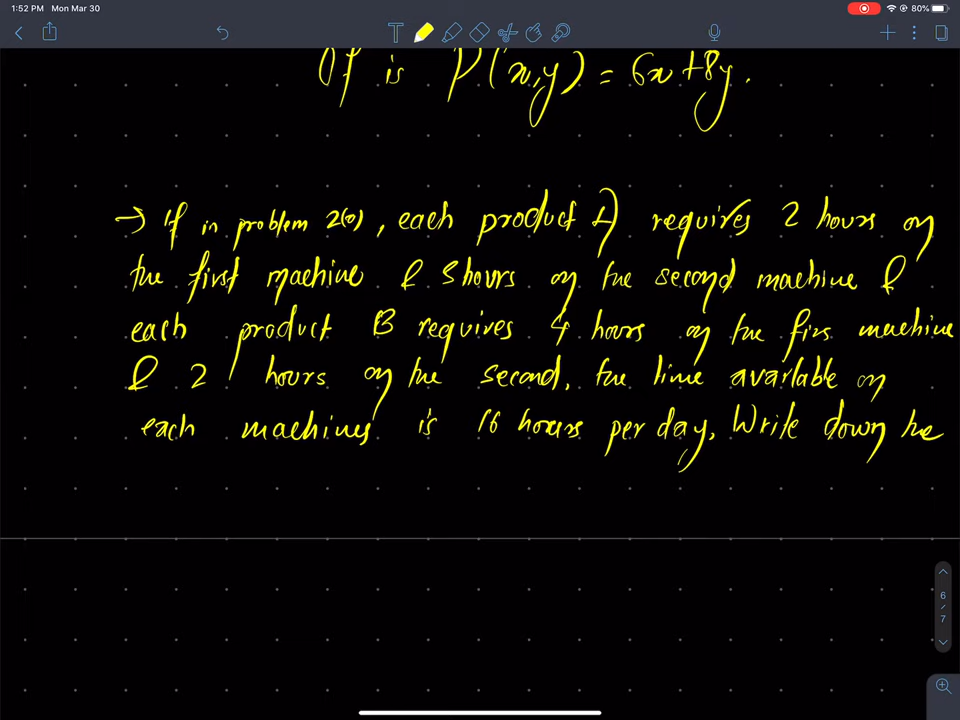 1:52 PM Mon Mar 30
80%
Of is P(x,y) = 6x+8y.
→ If in problem 2(a), each product A requires 2 hours on
the first machine & 3 hours on the second machine &
each product B requires 4 hours on the firs machine
& 2 hours on the second, the time available on
each machines is 16 hours per day, Write down he
6
/
7